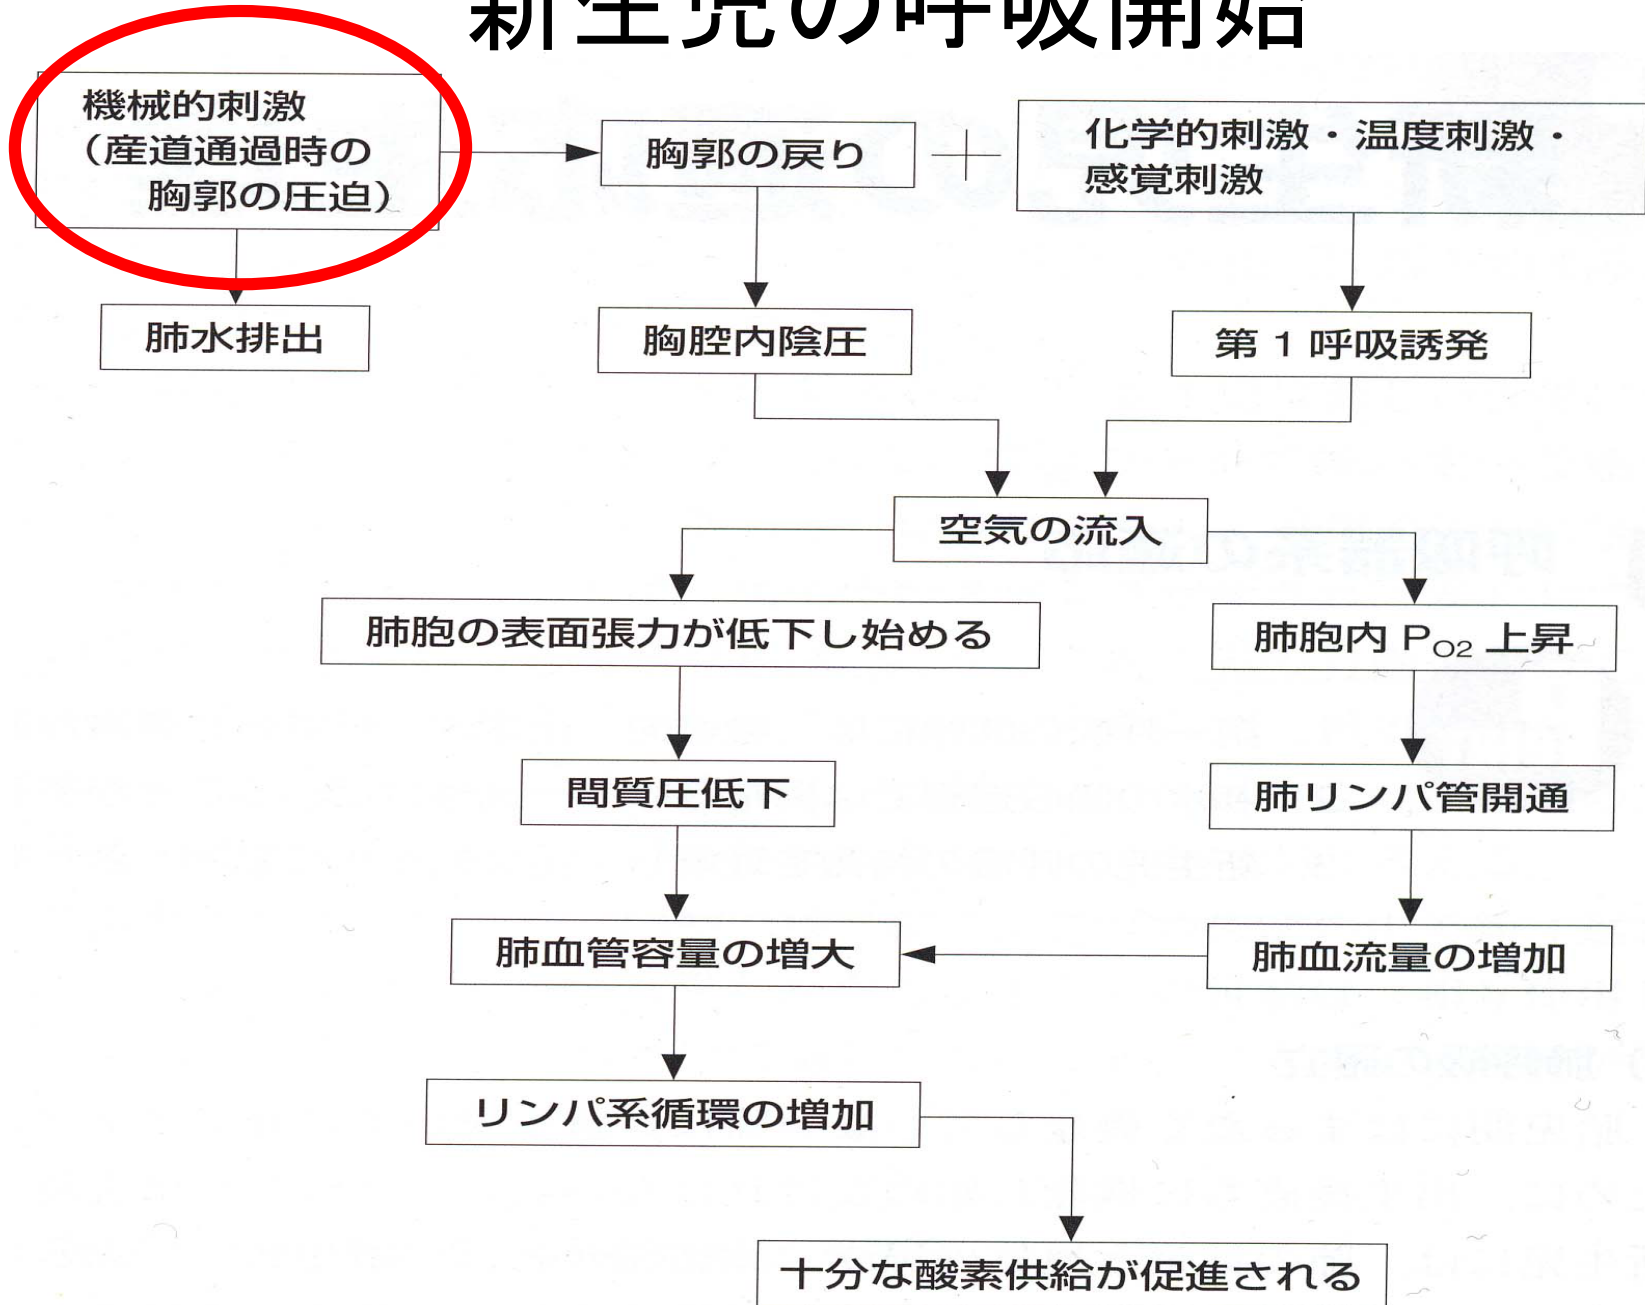 新生児の呼吸開始
機械的刺激
（産道通過時の
胸郭の圧迫）
胸郭の戻り
＋
化学的刺激・温度刺激・
感覚刺激
肺水排出
胸腔内陰圧
第1呼吸誘発
空気の流入
肺胞の表面張力が低下し始める
肺胞内 PO2 上昇
間質圧低下
肺リンパ管開通
肺血管容量の増大
肺血流量の増加
リンパ系循環の増加
十分な酸素供給が促進される